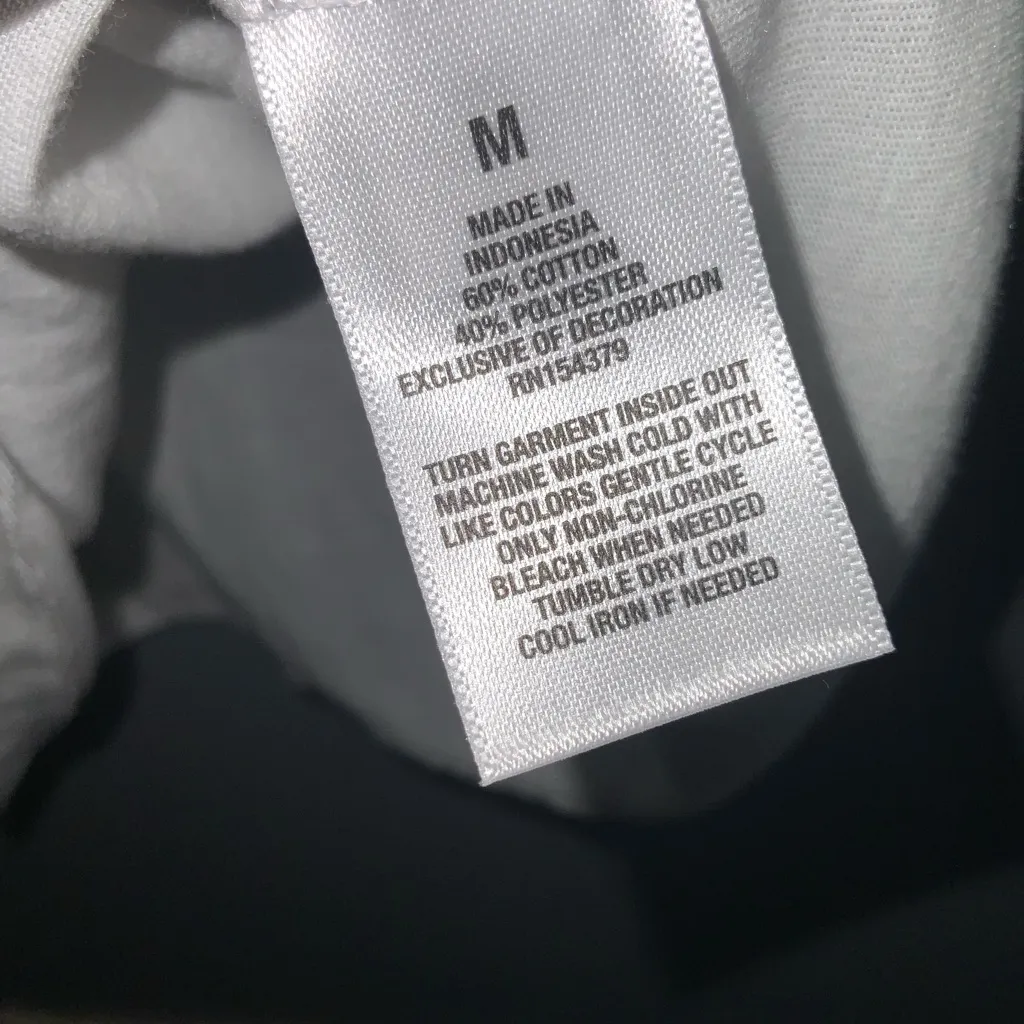 M
MADE IN
INDONESIA
60% COTTON
40% POLYESTER
EXCLUSIVE OF DECORATION
RN154379
TURN GARMENT INSIDE OUT
MACHINE WASH COLD WITH
LIKE COLORS GENTLE CYCLE
ONLY NON-CHLORINE
BLEACH WHEN NEEDED
TUMBLE DRY LOW
COOL IRON IF NEEDED